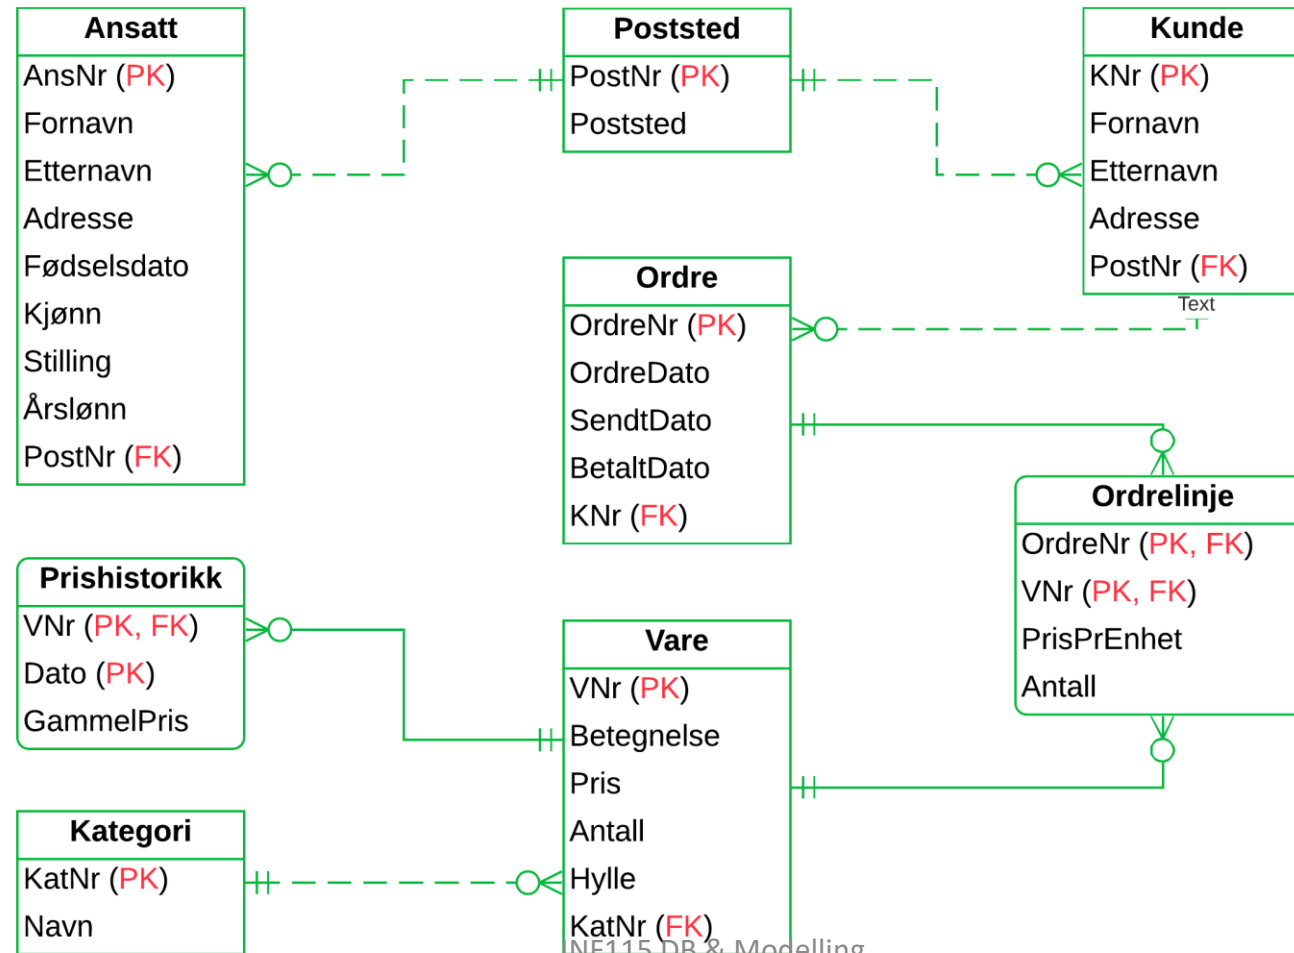 Ansatt
AnsNr (PK)
Fornavn
Etternavn
Adresse
Fødselsdato
Kjønn
Stilling
Årslønn
PostNr (FK)
Poststed
PostNr (PK)
Poststed
Kunde
KNr (PK)
Fornavn
Etternavn
Adresse
PostNr (FK)
Text
Ordre
OrdreNr (PK)
OrdreDato
SendtDato
BetaltDato
KNr (FK)
Ordrelinje
OrdreNr (PK, FK)
VNr (PK, FK)
PrisPrEnhet
Antall
Prishistorikk
VNr (PK, FK)
Dato (PK)
GammelPris
Vare
VNr (PK)
Betegnelse
Pris
Antall
Hylle
KatNr (FK)
Kategori
KatNr (PK)
Navn
INF115 DB & Modelling